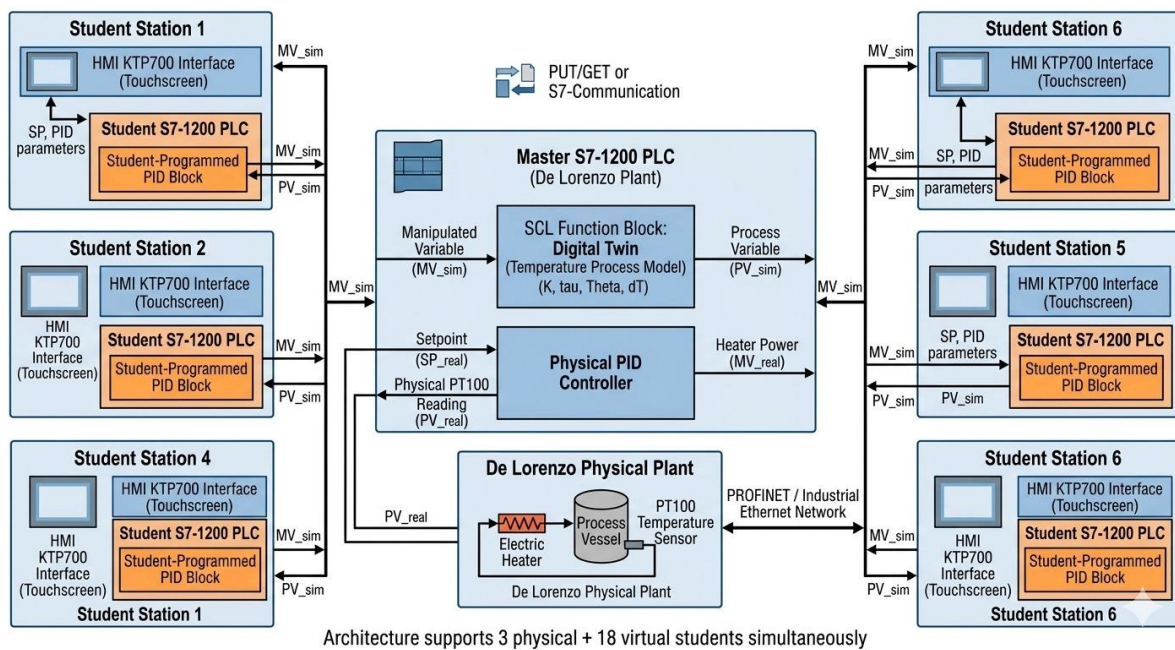 Student Station 1
HMI KTP700 Interface
(Touchscreen)
SP, PID
parameters
Student S7-1200 PLC
Student-Programmed
PID Block
MV_sim
MV_sim
PV_sim
Student Station 2
HMI KTP700 Interface
(Touchscreen)
HMI
KTP700
Interface
(Touchscreen)
Student S7-1200 PLC
Student-Programmed
PID Block
MV_sim
MV_sim
PV_sim
Student Station 4
HMI KTP700 Interface
(Touchscreen)
HMI
KTP700
Interface
(Touchscreen)
Student S7-1200 PLC
Student-Programmed
PID Block
Student Station 1
MV_sim
PV_sim
PUT/GET or
S7-Communication
Master S7-1200 PLC
(De Lorenzo Plant)
Manipulated
Variable
(MV_sim)
SCL Function Block:
Digital Twin
(Temperature Process Model)
(K, tau, Theta, dT)
Process
Variable
(PV_sim)
Setpoint
(SP_real)
Physical PT100
Reading
(PV_real)
Physical PID
Controller
Heater Power
(MV_real)
De Lorenzo Physical Plant
PV_real
Electric
Heater
Process
Vessel
PT100
Temperature
Sensor
De Lorenzo Physical Plant
PROFINET / Industrial
Ethernet Network
Student Station 6
HMI KTP700 Interface
(Touchscreen)
Student S7-1200 PLC
SP, PID
parameters
Student-Programmed
PID Block
MV_sim
MV_sim
PV_sim
Student Station 5
HMI KTP700 Interface
(Touchscreen)
SP, PID
parameters
Student S7-1200 PLC
Student-Programmed
PID Block
MV_sim
MV_sim
PV_sim
PV_sim
Student Station 6
HMI KTP700 Interface
(Touchscreen)
HMI
KTP700
Interface
(Touchscreen)
Student S7-1200 PLC
Student-Programmed
PID Block
Student Station 6
MV_sim
PV_sim
Architecture supports 3 physical + 18 virtual students simultaneously